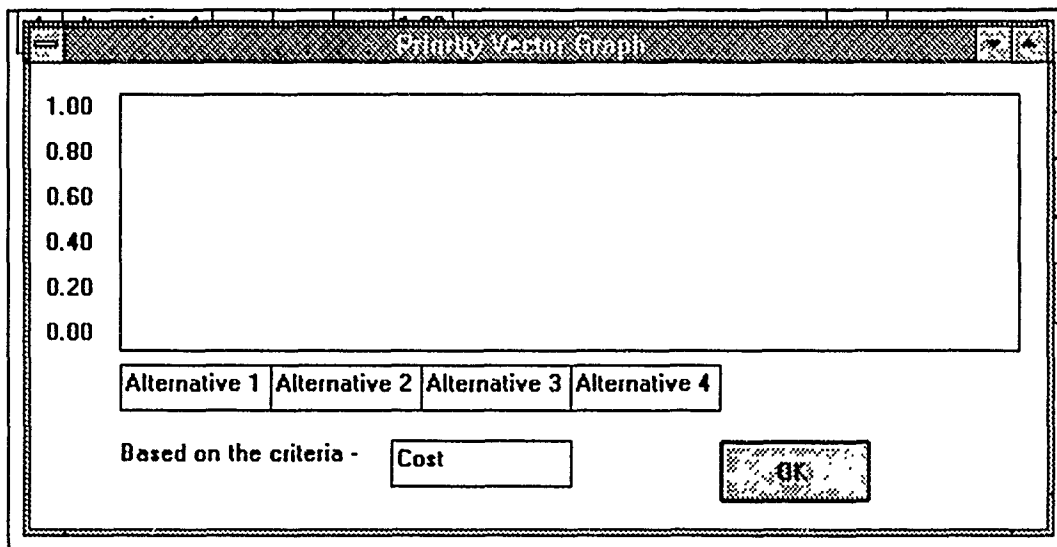 Priority Vector Graph
1.00
0.80
0.60
0.40
0.20
0.00
Alternative 1 Alternative 2 Alternative 3 Alternative 4
Based on the criteria - Cost
OK